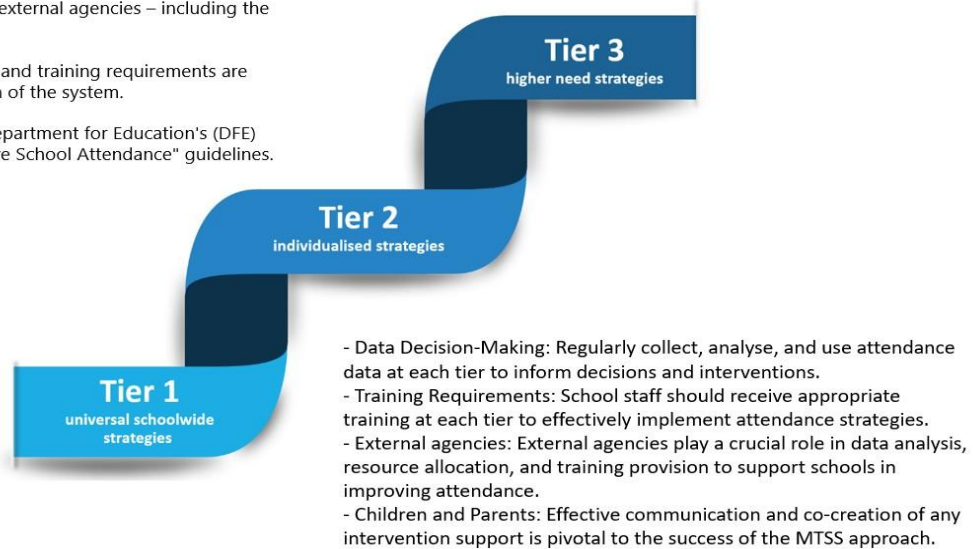 external agencies – including the
and training requirements are
of the system.
epartment for Education's (DFE)
e School Attendance" guidelines.
Tier 3
higher need strategies
Tier 2
individualised strategies
Tier 1
universal schoolwide
strategies
- Data Decision-Making: Regularly collect, analyse, and use attendance
data at each tier to inform decisions and interventions.
- Training Requirements: School staff should receive appropriate
training at each tier to effectively implement attendance strategies.
- External agencies: External agencies play a crucial role in data analysis,
resource allocation, and training provision to support schools in
improving attendance.
- Children and Parents: Effective communication and co-creation of any
intervention support is pivotal to the success of the MTSS approach.